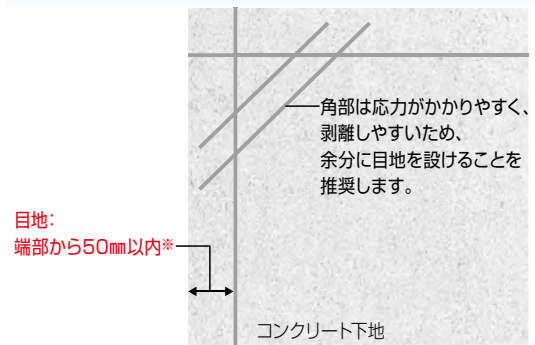 角部は応力がかかりやすく、
剥離しやすいため、
余分に目地を設けることを
推奨します。
目地:
端部から50㎜以内※
コンクリート下地